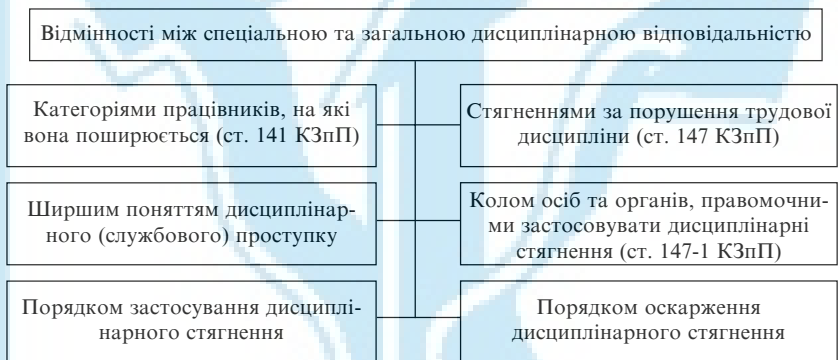 Відмінності між спеціальною та загальною дисциплінарною відповідальністю
Категоріями працівників, на які
вона поширюється (ст. 141 КЗпП)
Стягненнями за порушення трудової
дисципліни (ст. 147 КЗпП)
Ширшим поняттям дисциплінар-
ного (службового) проступку
Колом осіб та органів, правомочни-
ми застосовувати дисциплінарні
стягнення (ст. 147-1 КЗпП)
Порядком застосування дисциплі-
нарного стягнення
Порядком оскарження
дисциплінарного стягнення